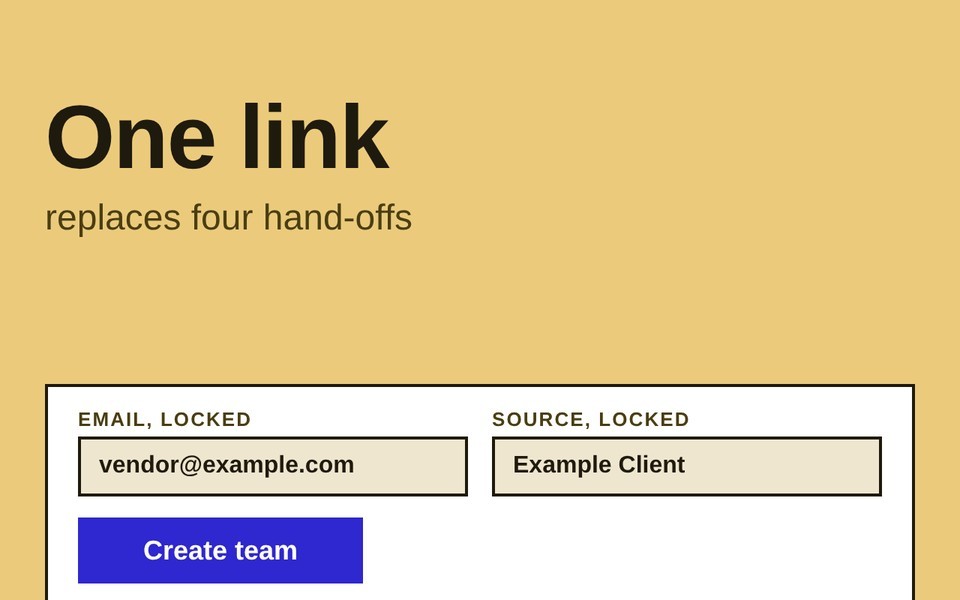 One link
replaces four hand-offs
EMAIL, LOCKED
vendor@example.com
SOURCE, LOCKED
Example Client
Create team